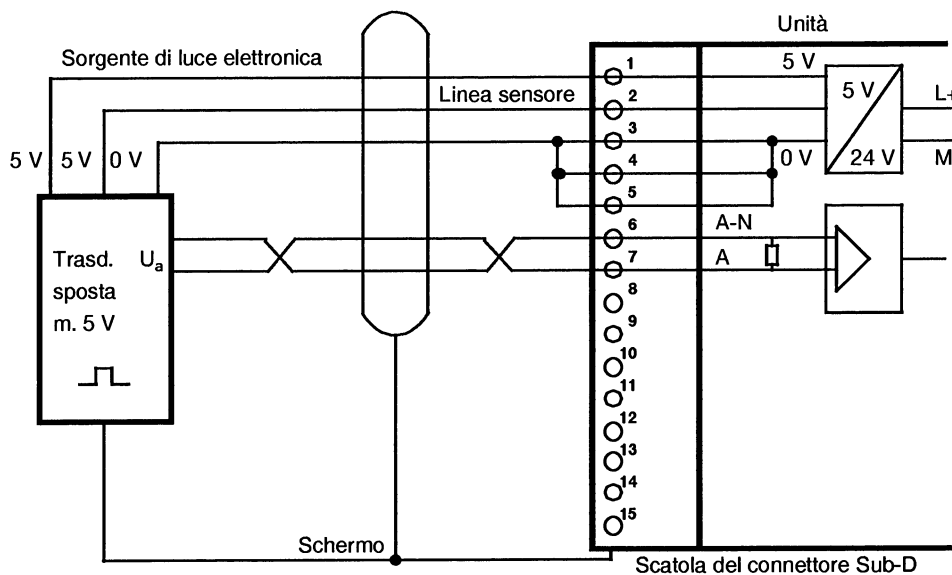 Unità
Sorgente di luce elettronica
1
5 V
Linea sensore
2
5 V
L+
3
5 V 5 V 0 V
4
0 V
24 V
M
5
6
A-N
Trasd.
Ua
sposta
m. 5 V
7
A
8
9
10
11
12
13
14
15
Schermo
Scatola del connettore Sub-D